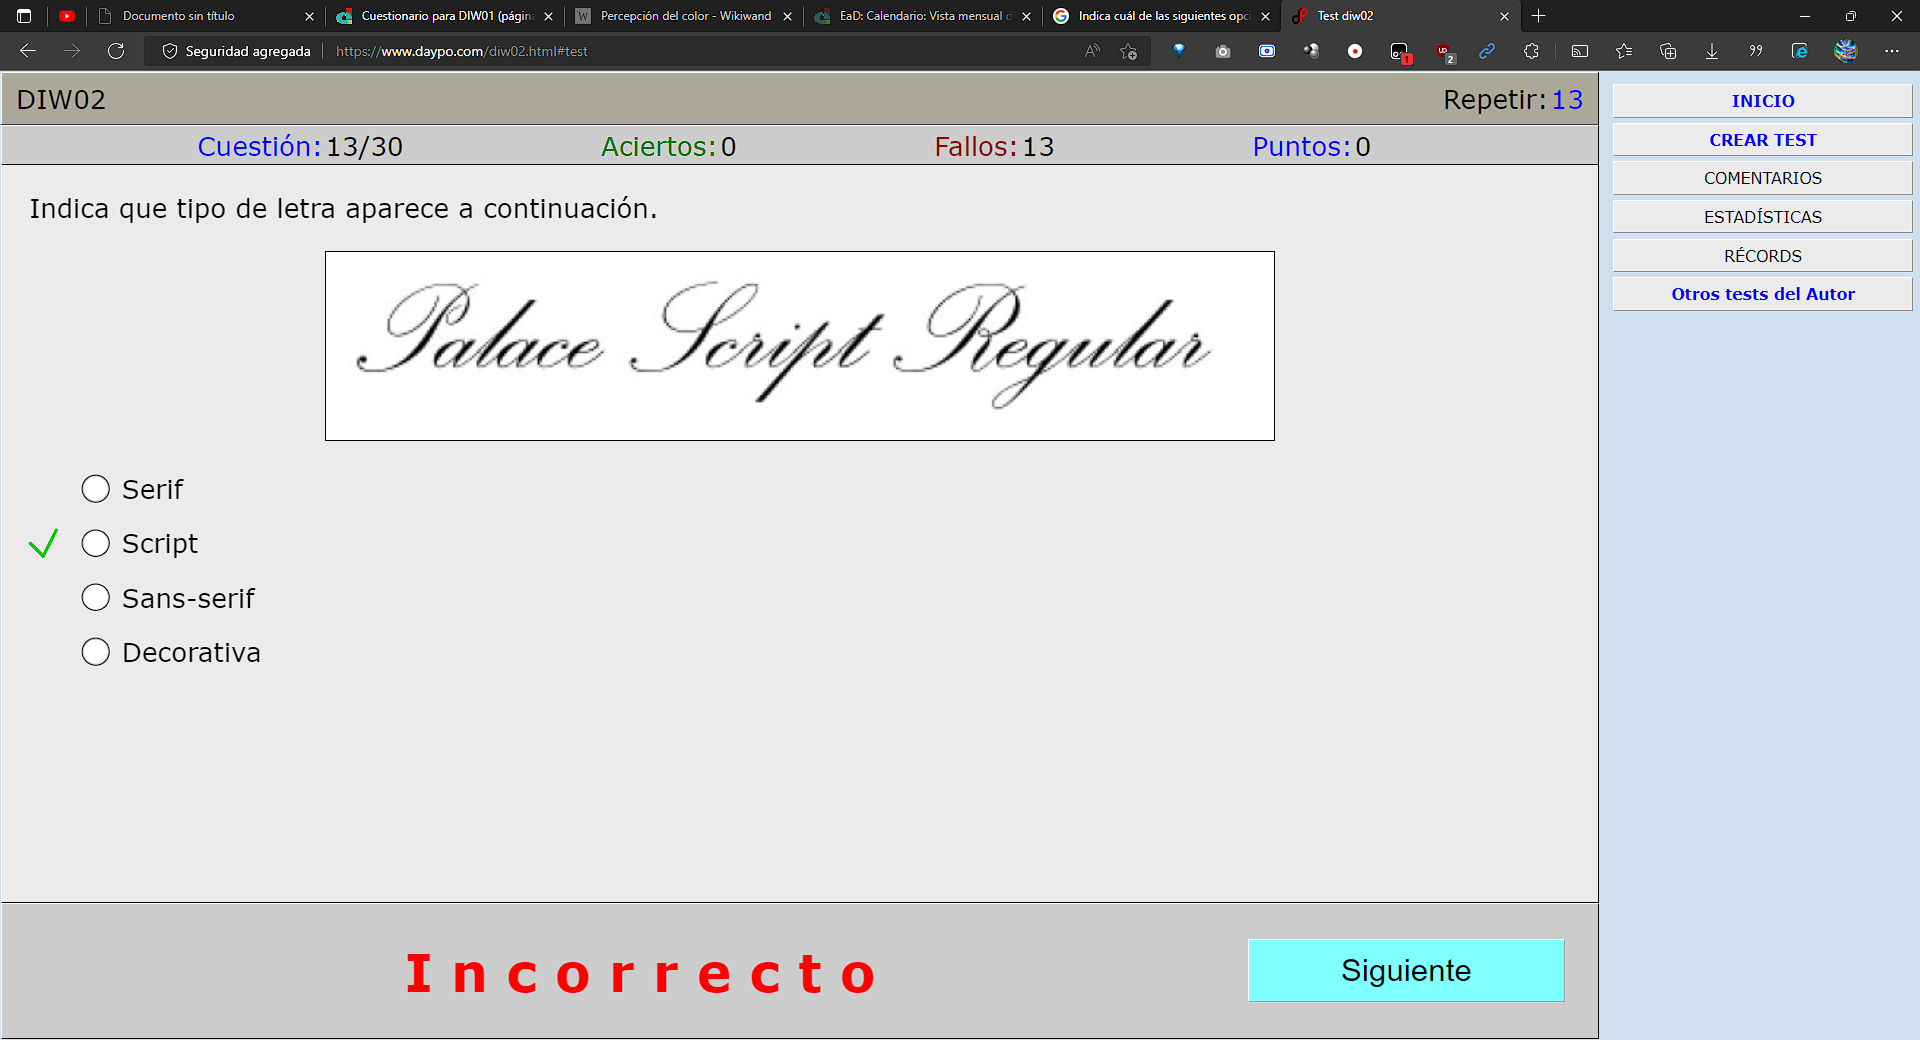 Documento sin título
Cuestionario para DIW01 (págin
Percepción del color - Wikiwand
EaD: Calendario: Vista mensual d
Indica cuál de las siguientes opc
Test diw02
Seguridad agregada
https://www.daypo.com/diw02.html#test
1
2
DIW02
Repetir: 13
Cuestión: 13/30
Aciertos: 0
Fallos: 13
Puntos: 0
Indica que tipo de letra aparece a continuación.
Palace Script Regular
Serif
Script
Sans-serif
Decorativa
Incorrecto
Siguiente
INICIO
CREAR TEST
COMENTARIOS
ESTADÍSTICAS
RÉCORDS
Otros tests del Autor